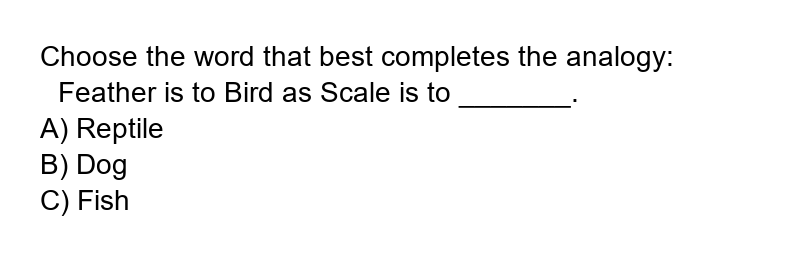 Choose the word that best completes the analogy:
Feather is to Bird as Scale is to _______.
A) Reptile
B) Dog
C) Fish